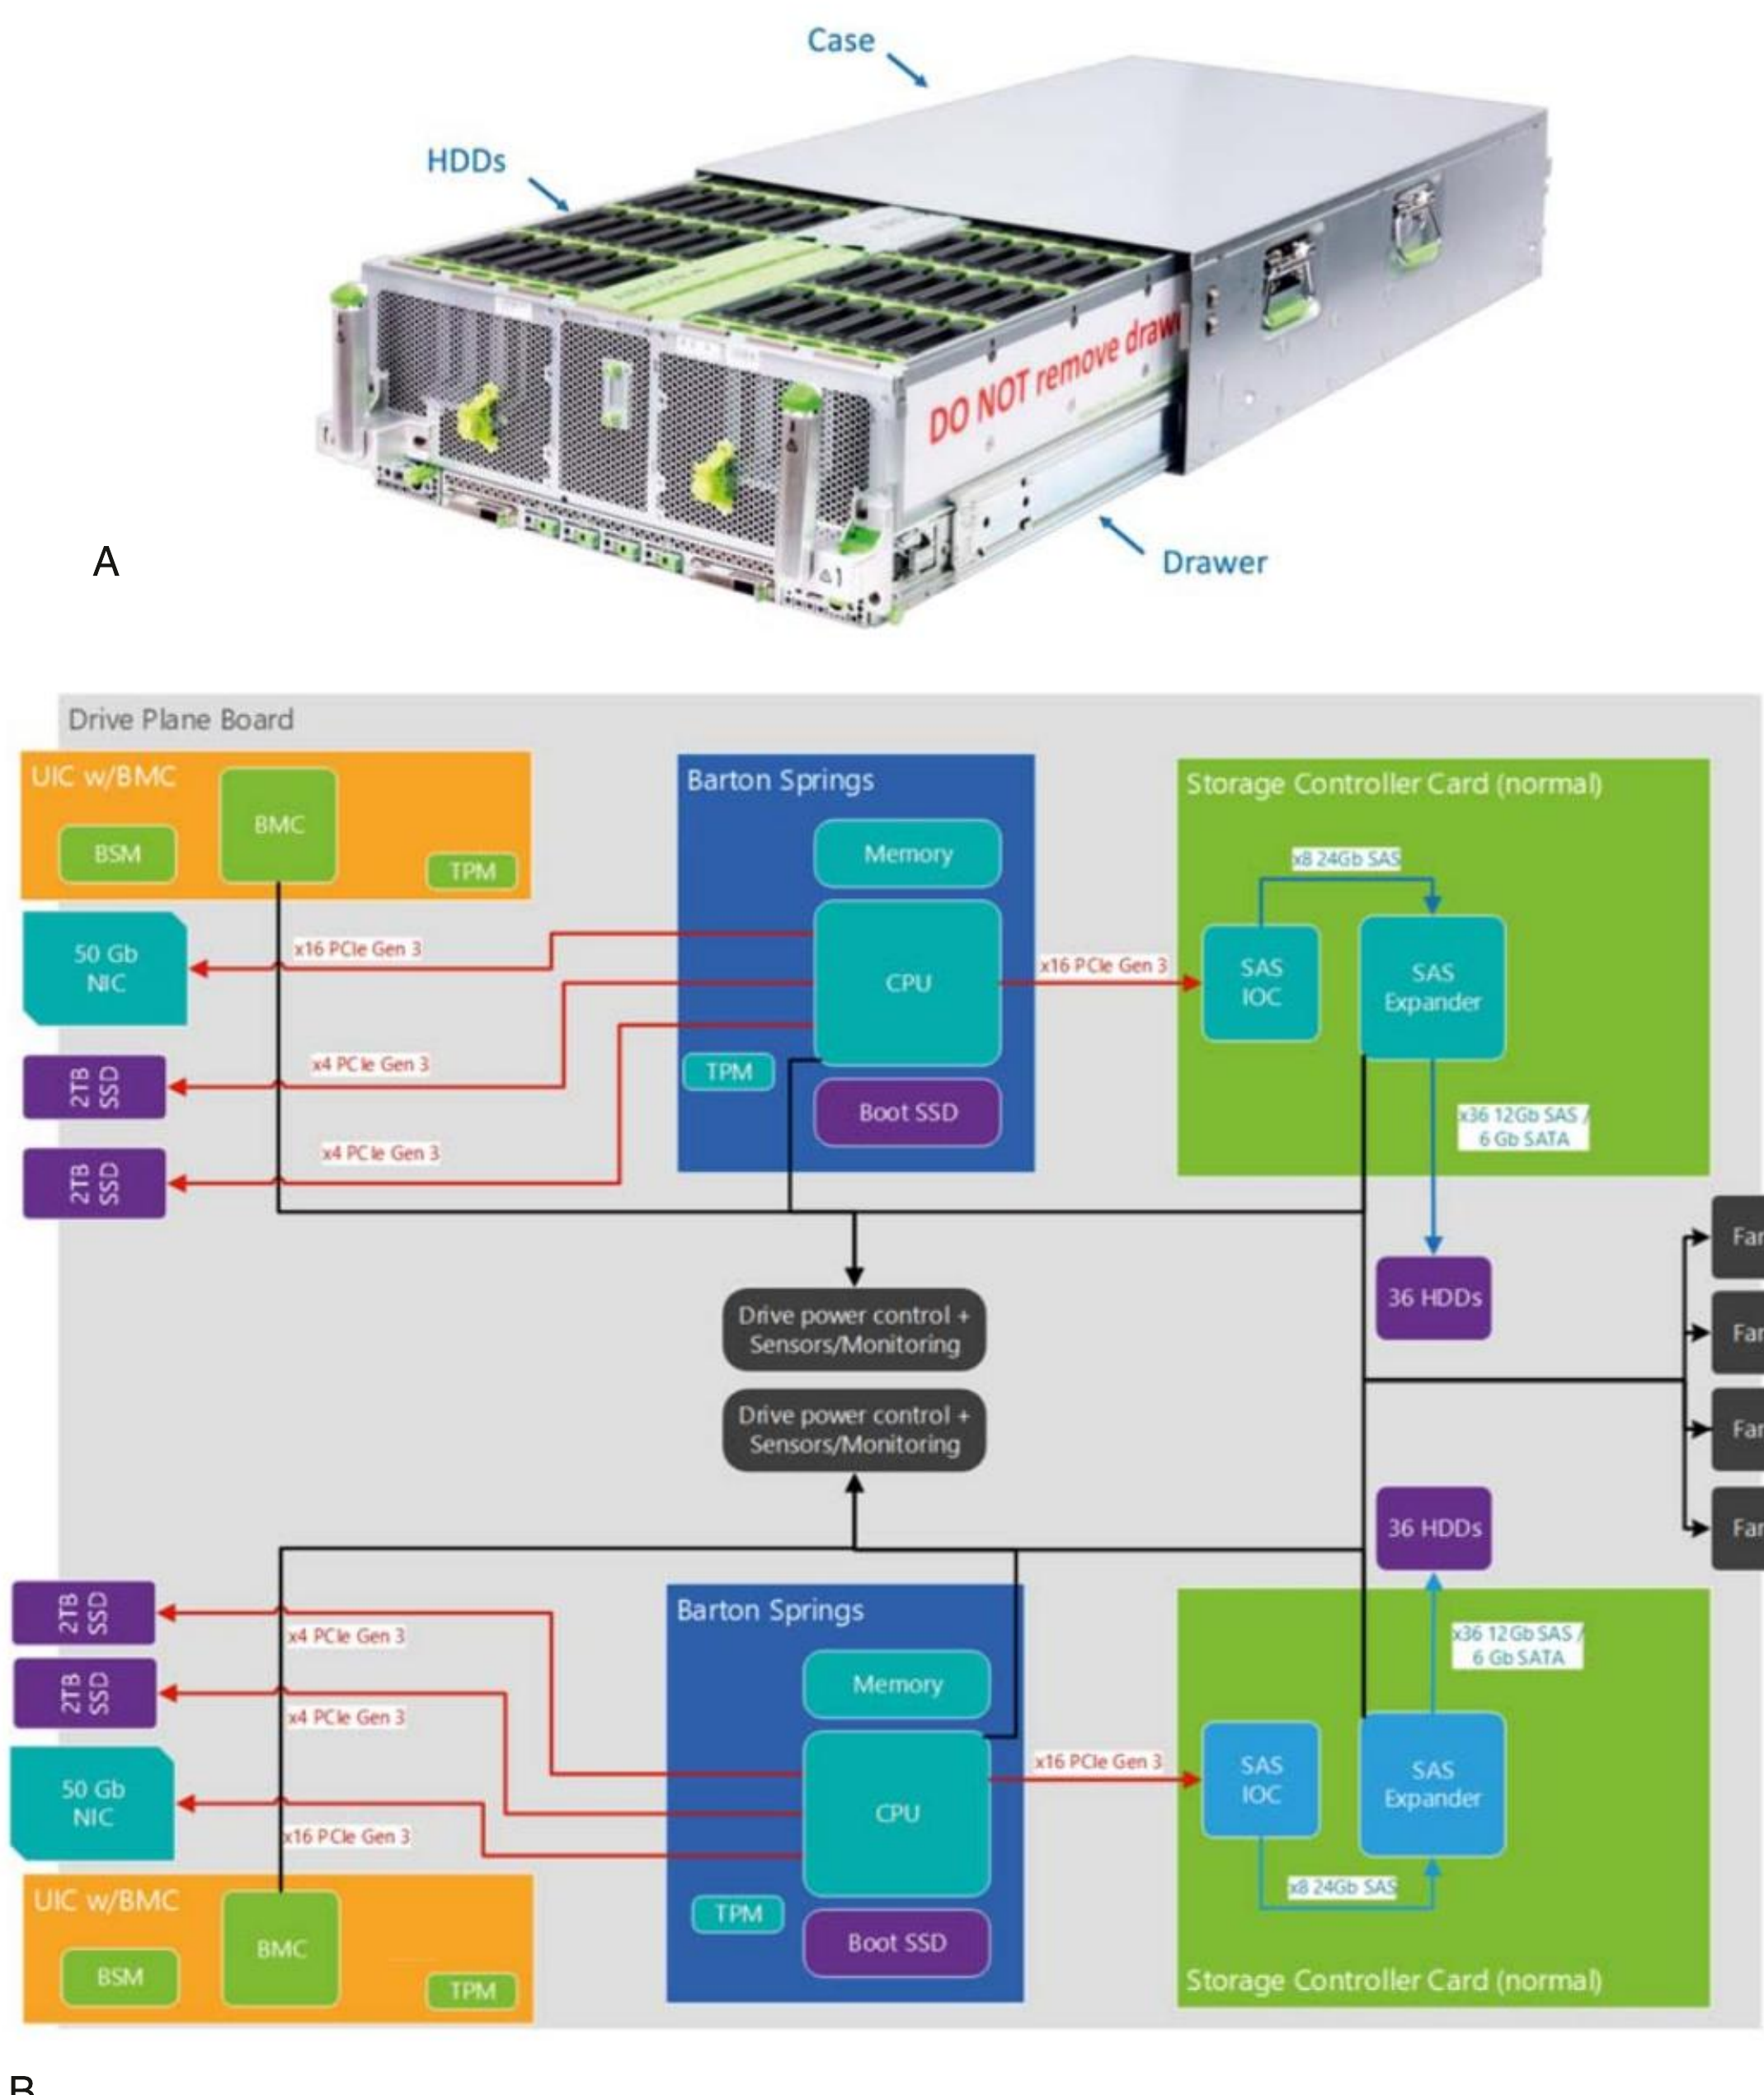 Case
HDDs
DO NOT remove draw
1
Drawer
A
Drive Plane Board
UIC w/BMC
BMC
BSM
TPM
Barton Springs
Memory
CPU
TPM
Boot SSD
Storage Controller Card (normal)
x8 24Gb SAS
SAS
IOC
SAS
Expander
50 Gb
NIC
x16 PCIe Gen 3
x16 PCIe Gen 3
2TB
SSD
x4 PCIe Gen 3
2TB
SSD
x4 PCIe Gen 3
x36 12Gb SAS /
6 Gb SATA
36 HDDs
Fan
Fan
Fan
Fan
Drive power control +
Sensors/Monitoring
Drive power control +
Sensors/Monitoring
36 HDDs
2TB
SSD
x4 PCIe Gen 3
2TB
SSD
x4 PCIe Gen 3
50 Gb
NIC
x16 PCIe Gen 3
Barton Springs
Memory
CPU
TPM
Boot SSD
x16 PCIe Gen 3
x36 12Gb SAS /
6 Gb SATA
SAS
IOC
SAS
Expander
x8 24Gb SAS
Storage Controller Card (normal)
UIC w/BMC
BMC
BSM
TPM
B